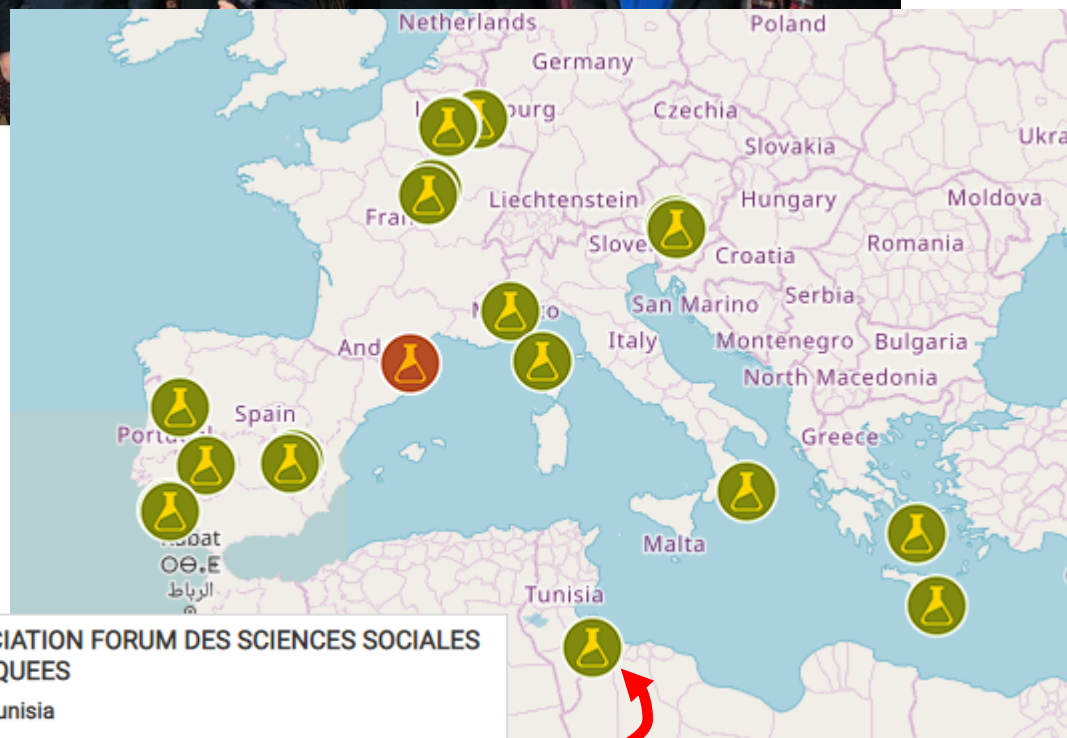 Netherlands
Poland
Germany
Czechia
Ukra
Slovakia
Liechtenstein
Hungary
Moldova
Fran
Slove
Croatia
Romania
San Marino
Serbia
Italy
Montenegro
Bulgaria
And
North Macedonia
Spain
Greece
Malta
ⵔⴱⴰⵟ
الرباط
Tunisia
CIATION FORUM DES SCIENCES SOCIALES
QUEES
unisia